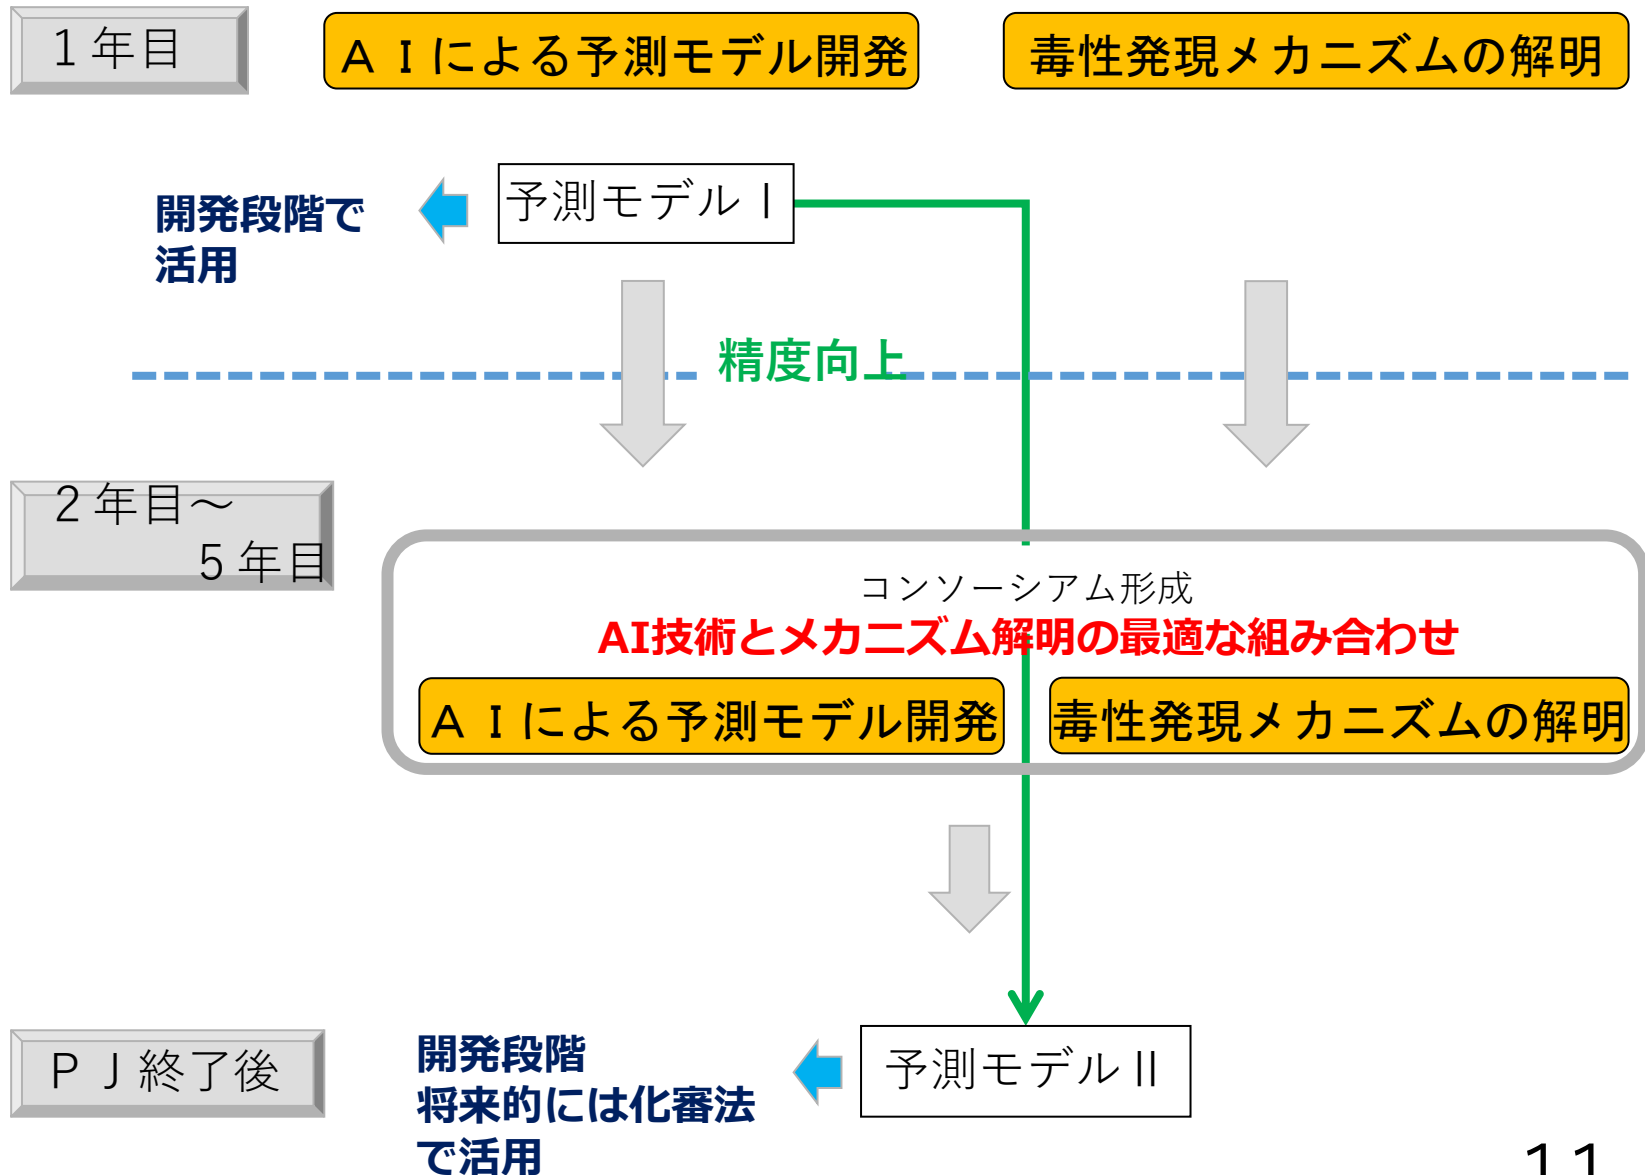 １年目
ＡＩによる予測モデル開発
毒性発現メカニズムの解明
予測モデルⅠ
開発段階で
活用
精度向上
２年目～
５年目
コンソーシアム形成
AI技術とメカニズム解明の最適な組み合わせ
ＡＩによる予測モデル開発
毒性発現メカニズムの解明
ＰＪ終了後
開発段階
将来的には化審法
で活用
予測モデルⅡ
11